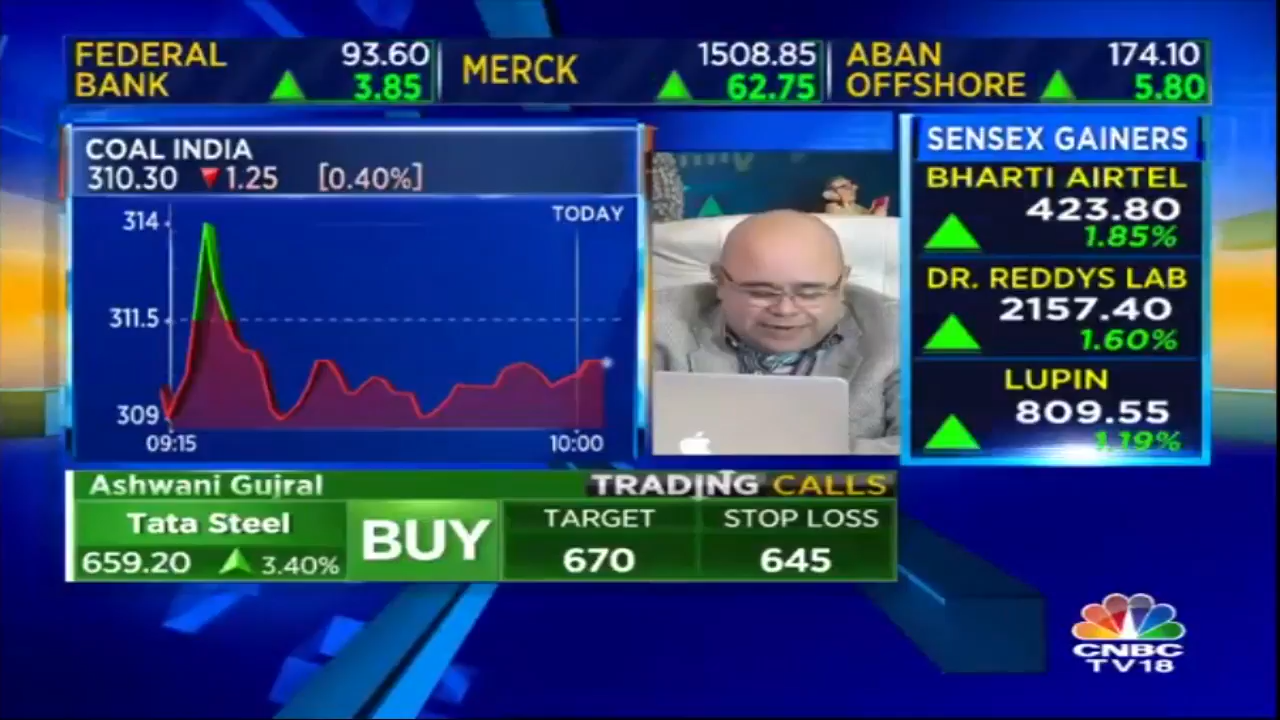 FEDERAL BANK
93.60
3.85
MERCK
1508.85
62.75
ABAN OFFSHORE
174.10
5.80
COAL INDIA
310.30 1.25 [0.40%]
TODAY
314
311.5
309
09:15
10:00
SENSEX GAINERS
BHARTI AIRTEL
423.80
1.85%
DR. REDDYS LAB
2157.40
1.60%
LUPIN
809.55
1.19%
Ashwani Gujral
TRADING CALLS
Tata Steel
659.20 3.40%
BUY
TARGET
670
STOP LOSS
645
CNBC
TV18